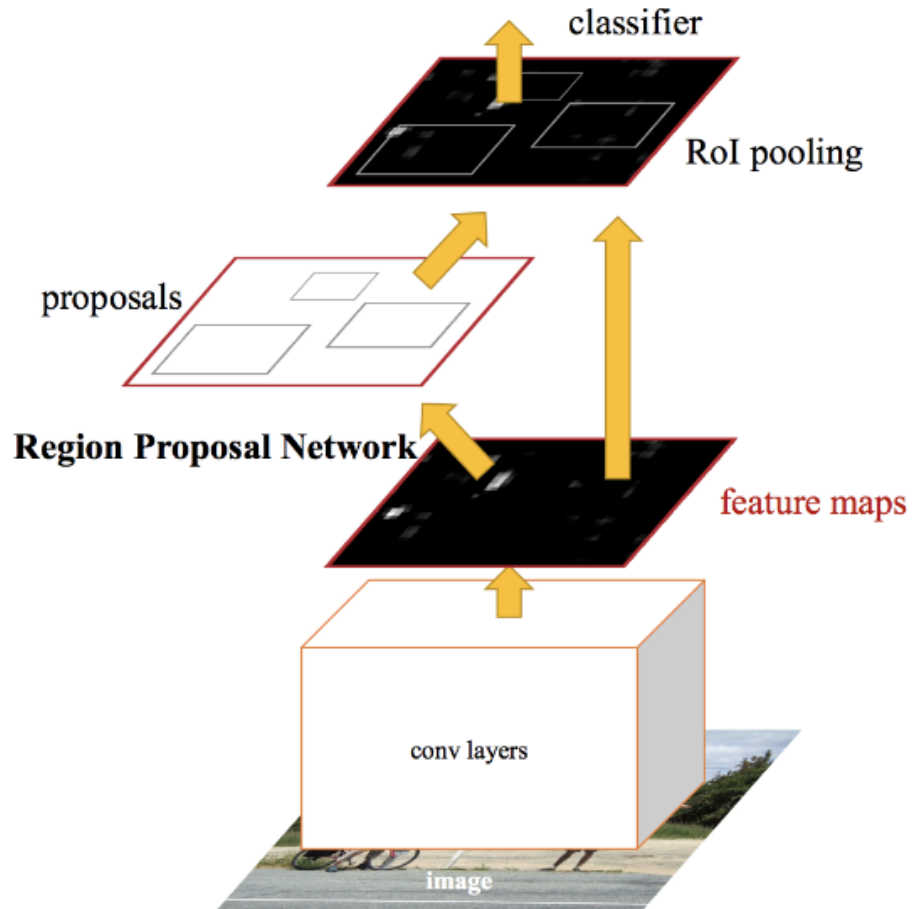 classifier
RoI pooling
proposals
Region Proposal Network
feature maps
conv layers
image